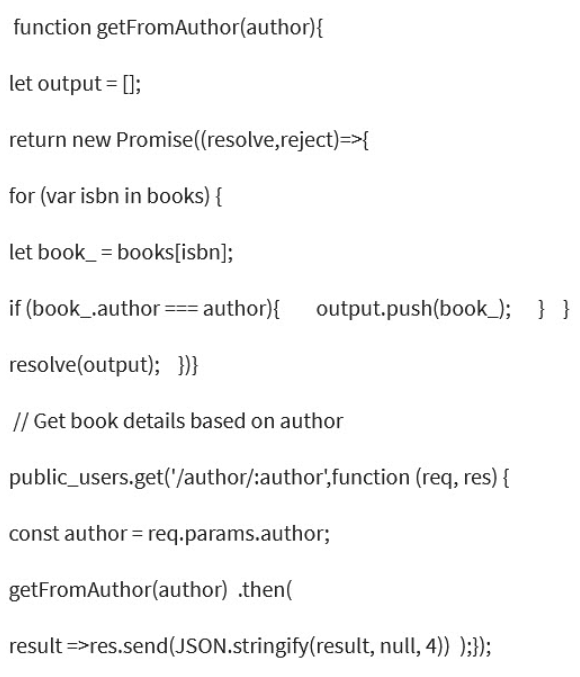 function getFromAuthor(author){
let output = [];
return new Promise((resolve,reject)=>{
for (var isbn in books) {
let book_ = books[isbn];
if (book_.author === author){ output.push(book_); } }
resolve(output); })}
// Get book details based on author
public_users.get('/author/:author',function (req, res) {
const author = req.params.author;
getFromAuthor(author) .then(
result =>res.send(JSON.stringify(result, null, 4)) );});